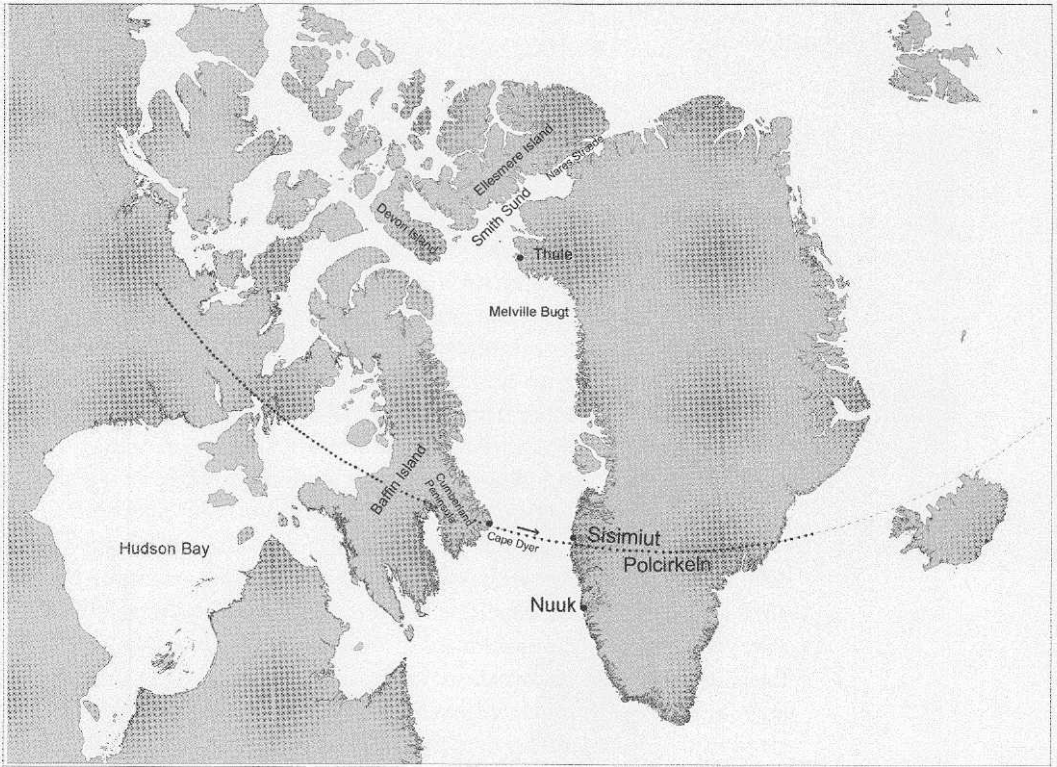 Ellesmere Island
Nares Stræde
Devon Island
Smith Sund
Thule
Melville Bugt
Baffin Island
Cumberland
Peninsula
Cape Dyer
Hudson Bay
Sisimiut
Polcirkeln
Nuuk